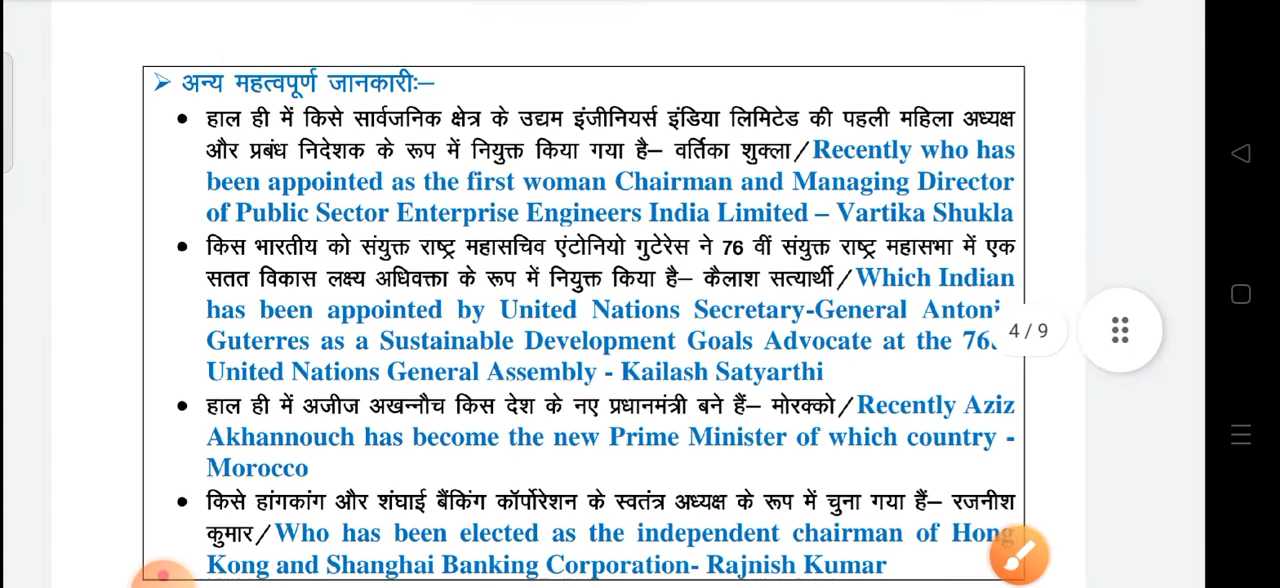 ➢ अन्य महत्वपूर्ण जानकारीः–
• हाल ही में किसे सार्वजनिक क्षेत्र के उद्यम इंजीनियर्स इंडिया लिमिटेड की पहली महिला अध्यक्ष
और प्रबंध निदेशक के रूप में नियुक्त किया गया है– वर्तिका शुक्ला/Recently who has
been appointed as the first woman Chairman and Managing Director
of Public Sector Enterprise Engineers India Limited – Vartika Shukla
• किस भारतीय को संयुक्त राष्ट्र महासचिव एंटोनियो गुटेरेस ने 76 वीं संयुक्त राष्ट्र महासभा में एक
सतत विकास लक्ष्य अधिवक्ता के रूप में नियुक्त किया है– कैलाश सत्यार्थी/Which Indian
has been appointed by United Nations Secretary-General
Guterres as a Sustainable Development Goals Advocate at the
4 / 9
United Nations General Assembly - Kailash Satyarthi
• हाल ही में अजीज अखन्नौच किस देश के नए प्रधानमंत्री बने हैं– मोरक्को/Recently Aziz
Akhannouch has become the new Prime Minister of which country -
Morocco
• किसे हांगकांग और शंघाई बैंकिंग कॉर्पोरेशन के स्वतंत्र अध्यक्ष के रूप में चुना गया हैं– रजनीश
कुमार/Who has been elected as the independent chairman of Hong
Kong and Shanghai Banking Corporation- Rajnish Kumar